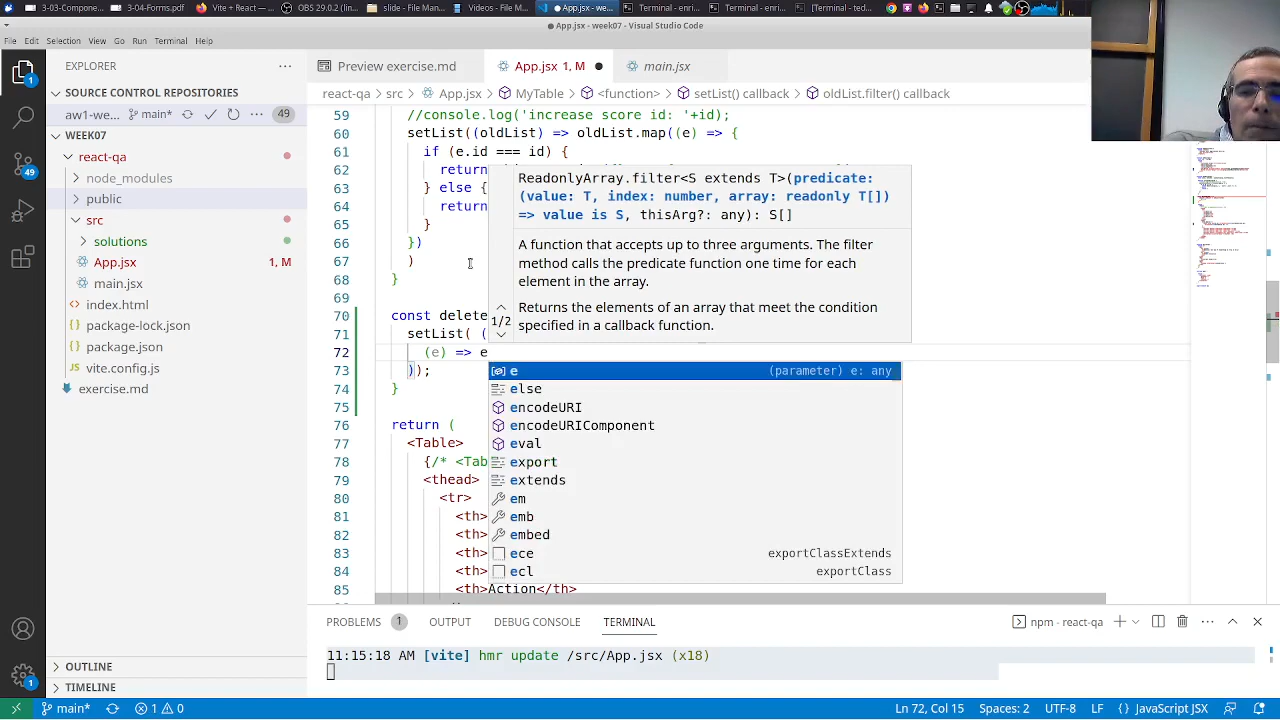 3-03-Componen...
3-04-Formspdf]
Vite + React — ...
OBS 29.0.2 (lin...
slide - File Man...
Videos - File M...
● App.jsx - we...
Terminal - enr...
Terminal - enr...
[Terminal - ted...
● App.jsx - week07 - Visual Studio Code
File Edit Selection View Go Run Terminal Help
EXPLORER
Preview exercise.md
App.jsx 1, M
main.jsx
SOURCE CONTROL REPOSITORIES
aw1-we... main* 49
react-qa > src > App.jsx > MyTable > <function> > setList() callback > oldList.filter() callback
WEEK07
react-qa
node_modules
public
src
solutions
App.jsx 1, M
main.jsx
index.html
package-lock.json
package.json
vite.config.js
exercise.md
OUTLINE
TIMELINE
59 //console.log('increase score id: '+id);
60 setList((oldList) => oldList.map((e) => {
61 if (e.id === id) {
62 return
63 } else {
64 return
65 }
66 })
67 )
68 }
69
70 const delete
71 setList( (
72 (e) => e
73 ));
74 }
75
76 return (
77 <Table>
78 {/* <Tab
79 <thead>
80 <tr>
81 <th>
82 <th>
83 <th>
84 <th>
85 <th>Action</th>
ReadonlyArray.filter<S extends T>(predicate:
(value: T, index: number, array: readonly T[])
=> value is S, thisArg?: any): S[]
A function that accepts up to three arguments. The filter
method calls the predicate function one time for each
element in the array.
1/2
Returns the elements of an array that meet the condition
specified in a callback function.
e (parameter) e: any
else
encodeURI
encodeURIComponent
eval
export
extends
em
emb
embed
ece exportClassExtends
ecl exportClass
PROBLEMS 1 OUTPUT DEBUG CONSOLE TERMINAL
npm - react-qa
11:15:18 AM [vite] hmr update /src/App.jsx (x18)
main* 1 0
Ln 72, Col 15 Spaces: 2 UTF-8 LF {} JavaScript JSX